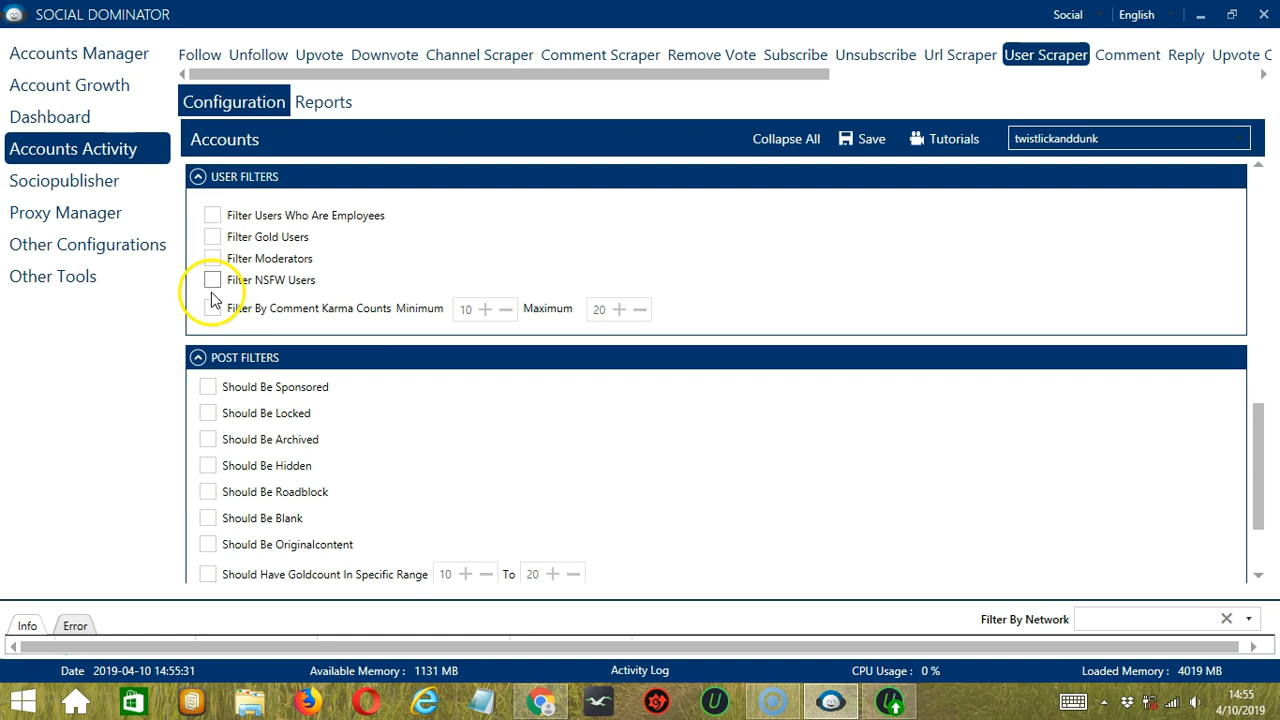 SOCIAL DOMINATOR
Social
English
Accounts Manager
Account Growth
Dashboard
Accounts Activity
Sociopublisher
Proxy Manager
Other Configurations
Other Tools
Follow Unfollow Upvote Downvote Channel Scraper Comment Scraper Remove Vote Subscribe Unsubscribe Url Scraper User Scraper Comment Reply Upvote C
Configuration Reports
Accounts Collapse All Save Tutorials twistlickanddunk
USER FILTERS
Filter Users Who Are Employees
Filter Gold Users
Filter Moderators
Filter NSFW Users
Filter By Comment Karma Counts Minimum 10 Maximum 20
POST FILTERS
Should Be Sponsored
Should Be Locked
Should Be Archived
Should Be Hidden
Should Be Roadblock
Should Be Blank
Should Be Originalcontent
Should Have Goldcount In Specific Range 10 To 20
Info Error Filter By Network
Date 2019-04-10 14:55:31 Available Memory : 1131 MB Activity Log CPU Usage : 0 % Loaded Memory : 4019 MB
14:55
4/10/2019